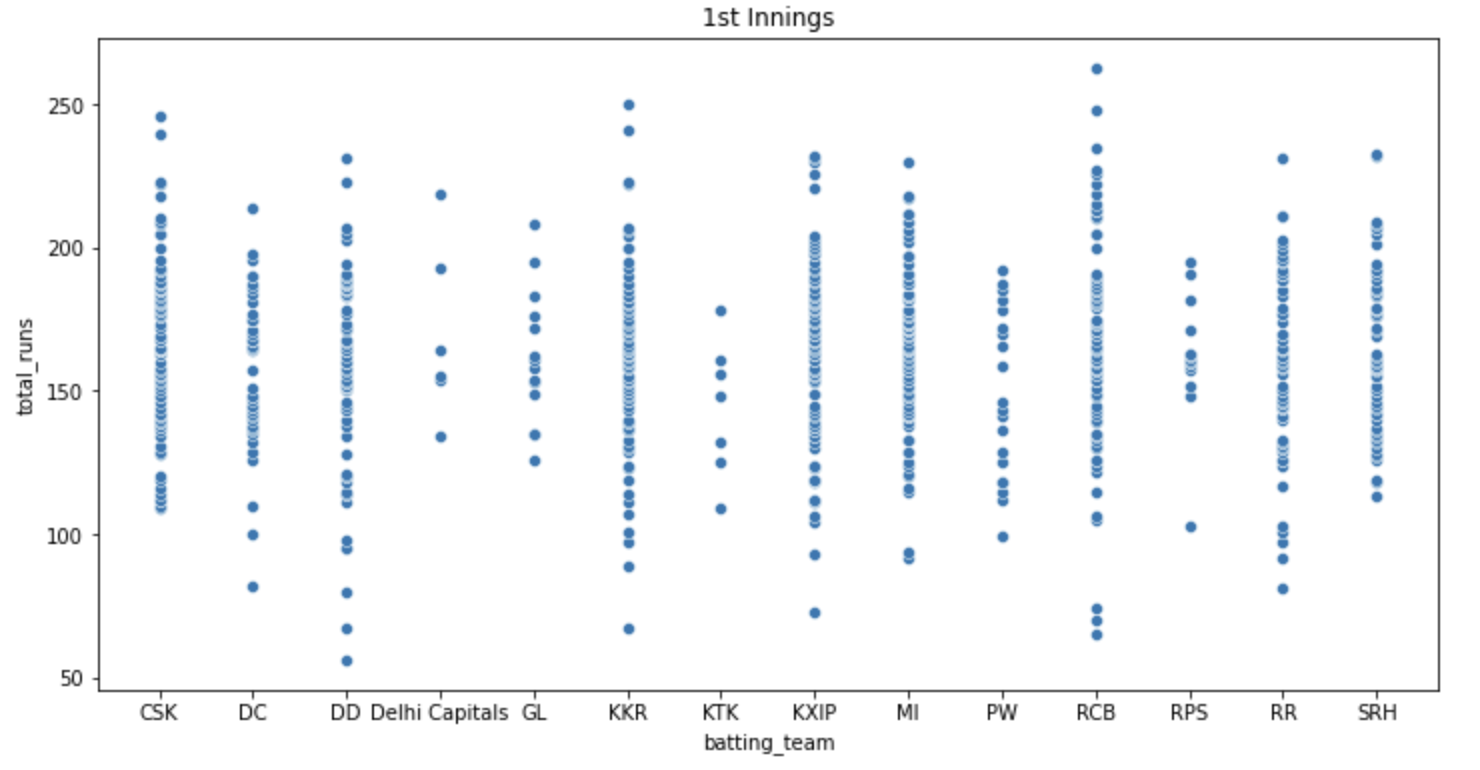 1st Innings
250
200
150
100
50
total_runs
CSK DC DD Delhi Capitals GL KKR KTK KXIP MI PW RCB RPS RR SRH
batting_team